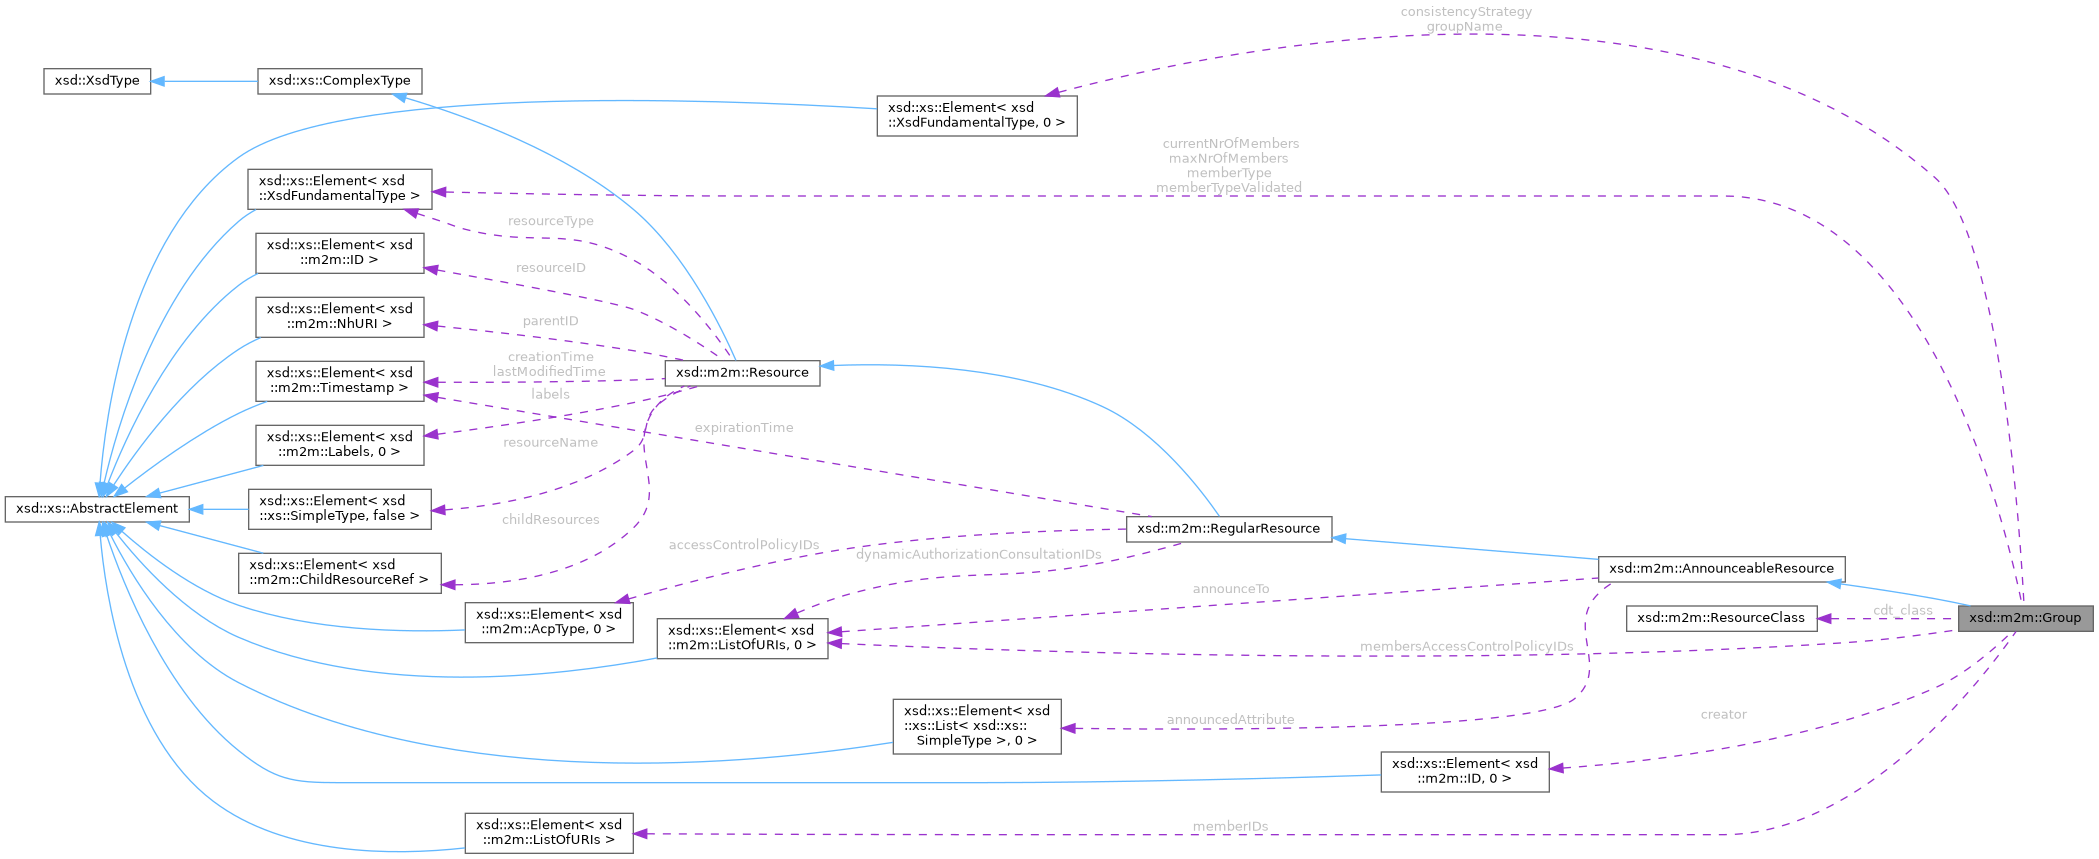 consistencyStrategy
groupName
xsd::XsdType
xsd::xs::ComplexType
xsd::xs::Element< xsd
::XsdFundamentalType, 0 >
currentNrOfMembers
maxNrOfMembers
memberType
memberTypeValidated
xsd::xs::Element< xsd
::XsdFundamentalType >
resourceType
xsd::xs::Element< xsd
::m2m::ID >
resourceID
xsd::xs::Element< xsd
::m2m::NhURI >
parentID
xsd::xs::Element< xsd
::m2m::Timestamp >
creationTime
lastModifiedTime
xsd::m2m::Resource
labels
expirationTime
xsd::xs::Element< xsd
::m2m::Labels, 0 >
resourceName
xsd::xs::AbstractElement
xsd::xs::Element< xsd
::xs::SimpleType, false >
childResources
xsd::m2m::RegularResource
accessControlPolicyIDs
dynamicAuthorizationConsultationIDs
xsd::xs::Element< xsd
::m2m::ChildResourceRef >
xsd::m2m::AnnounceableResource
announceTo
xsd::xs::Element< xsd
::m2m::AcpType, 0 >
xsd::xs::Element< xsd
::m2m::ListOfURIs, 0 >
xsd::m2m::ResourceClass
cdt_class
xsd::m2m::Group
membersAccessControlPolicyIDs
xsd::xs::Element< xsd
::xs::List< xsd::xs::
SimpleType >, 0 >
announcedAttribute
creator
xsd::xs::Element< xsd
::m2m::ID, 0 >
xsd::xs::Element< xsd
::m2m::ListOfURIs >
memberIDs